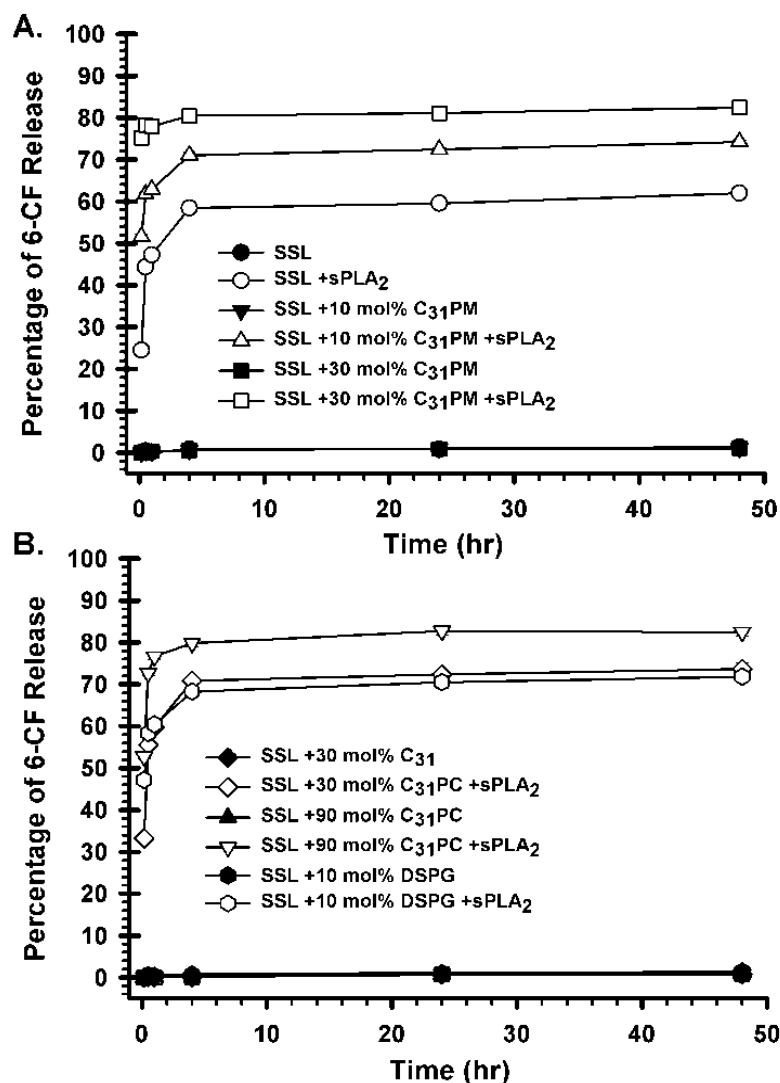 A.
100
90
80
70
60
50
40
30
20
10
0
Percentage of 6-CF Release
SSL
SSL +sPLA2
SSL +10 mol% C31PM
SSL +10 mol% C31PM +sPLA2
SSL +30 mol% C31PM
SSL +30 mol% C31PM +sPLA2
0 10 20 30 40 50
Time (hr)
B.
100
90
80
70
60
50
40
30
20
10
0
Percentage of 6-CF Release
SSL +30 mol% C31
SSL +30 mol% C31PC +sPLA2
SSL +90 mol% C31PC
SSL +90 mol% C31PC +sPLA2
SSL +10 mol% DSPG
SSL +10 mol% DSPG +sPLA2
0 10 20 30 40 50
Time (hr)